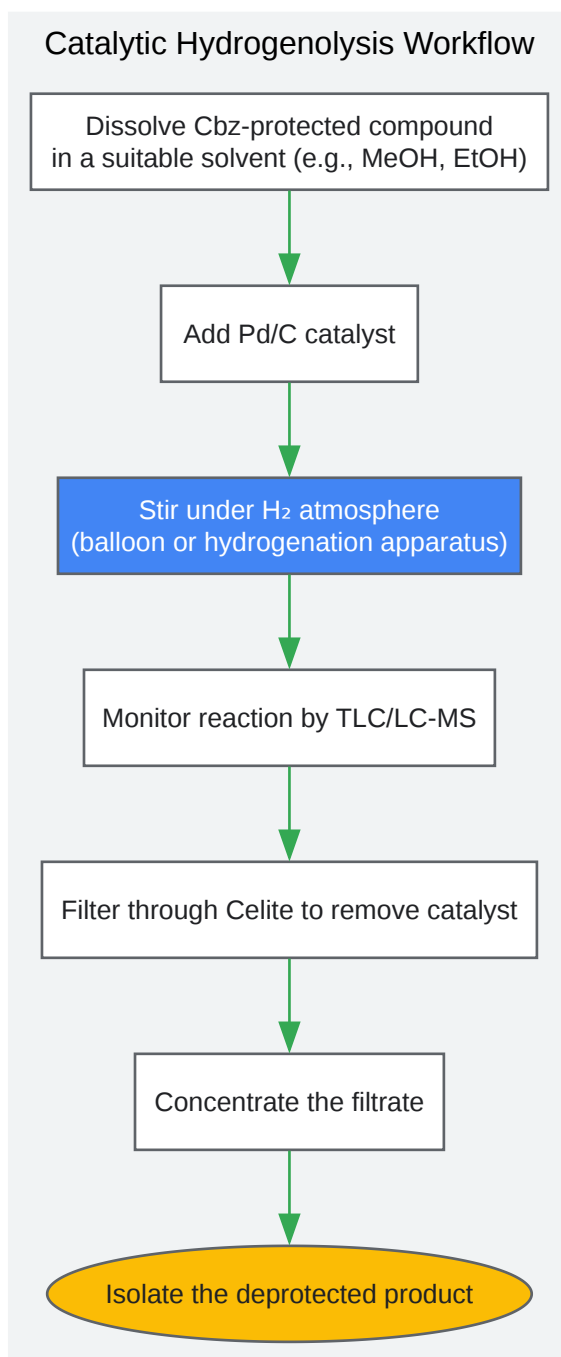 Catalytic Hydrogenolysis Workflow
Dissolve Cbz-protected compound
in a suitable solvent (e.g., MeOH, EtOH)
Add Pd/C catalyst
Stir under H₂ atmosphere
(balloon or hydrogenation apparatus)
Monitor reaction by TLC/LC-MS
Filter through Celite to remove catalyst
Concentrate the filtrate
Isolate the deprotected product